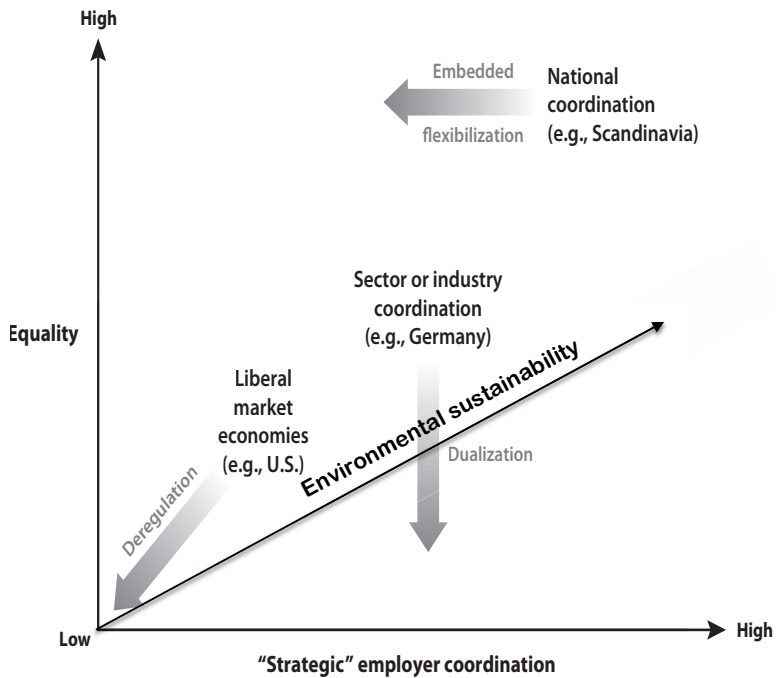 High
Embedded
flexibilization
National
coordination
(e.g., Scandinavia)
Sector or industry
coordination
(e.g., Germany)
Equality
Environmental sustainability
Liberal
market
economies
(e.g., U.S.)
Dualization
Deregulation
Low
High
“Strategic” employer coordination